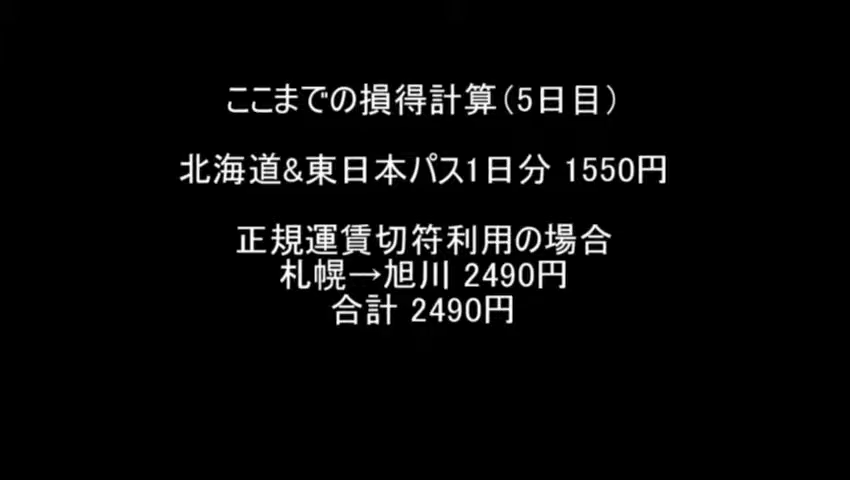 ここまでの損得計算（5日目）
北海道&東日本パス1日分 1550円
正規運賃切符利用の場合
札幌→旭川 2490円
合計 2490円